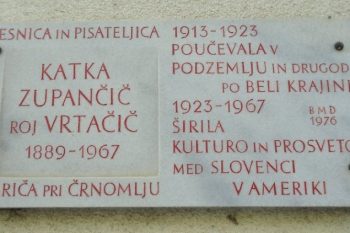 ESNICA IN PISATELJICA
KATKA
ZUPANČIČ
ROJ VRTAČIČ
1889-1967
RIČA PRI ČRNOMLJU
1913-1923
POUČEVALA V
PODZEMLJU IN DRUGOD
PO BELI KRAJINI
1923-1967
BMD
1976
ŠIRILA
KULTURO IN PROSVETO
MED SLOVENCI
V AMERIKI